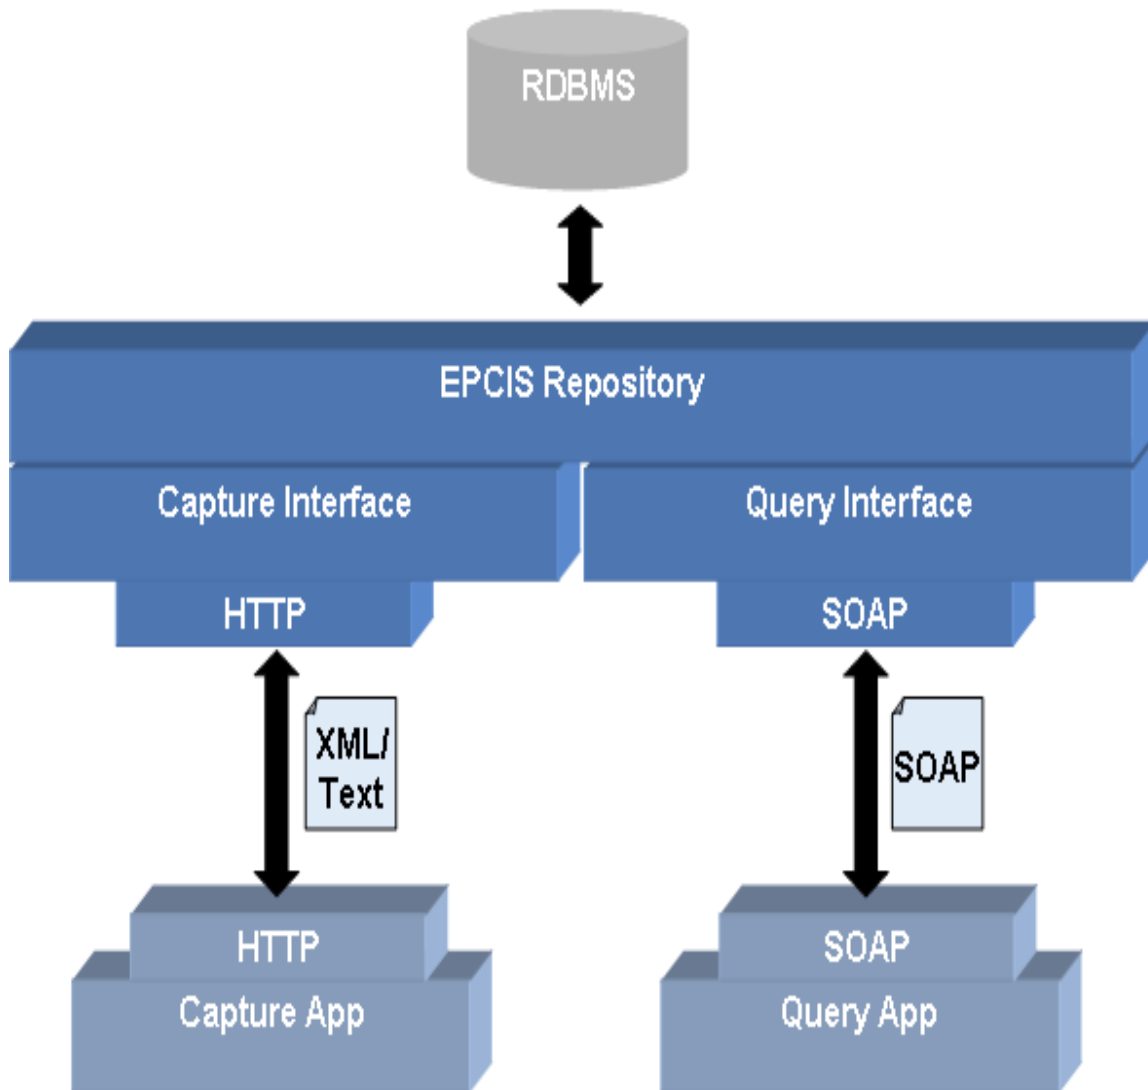 RDBMS
EPCIS Repository
Capture Interface
Query Interface
HTTP
SOAP
XML/
Text
SOAP
HTTP
SOAP
Capture App
Query App